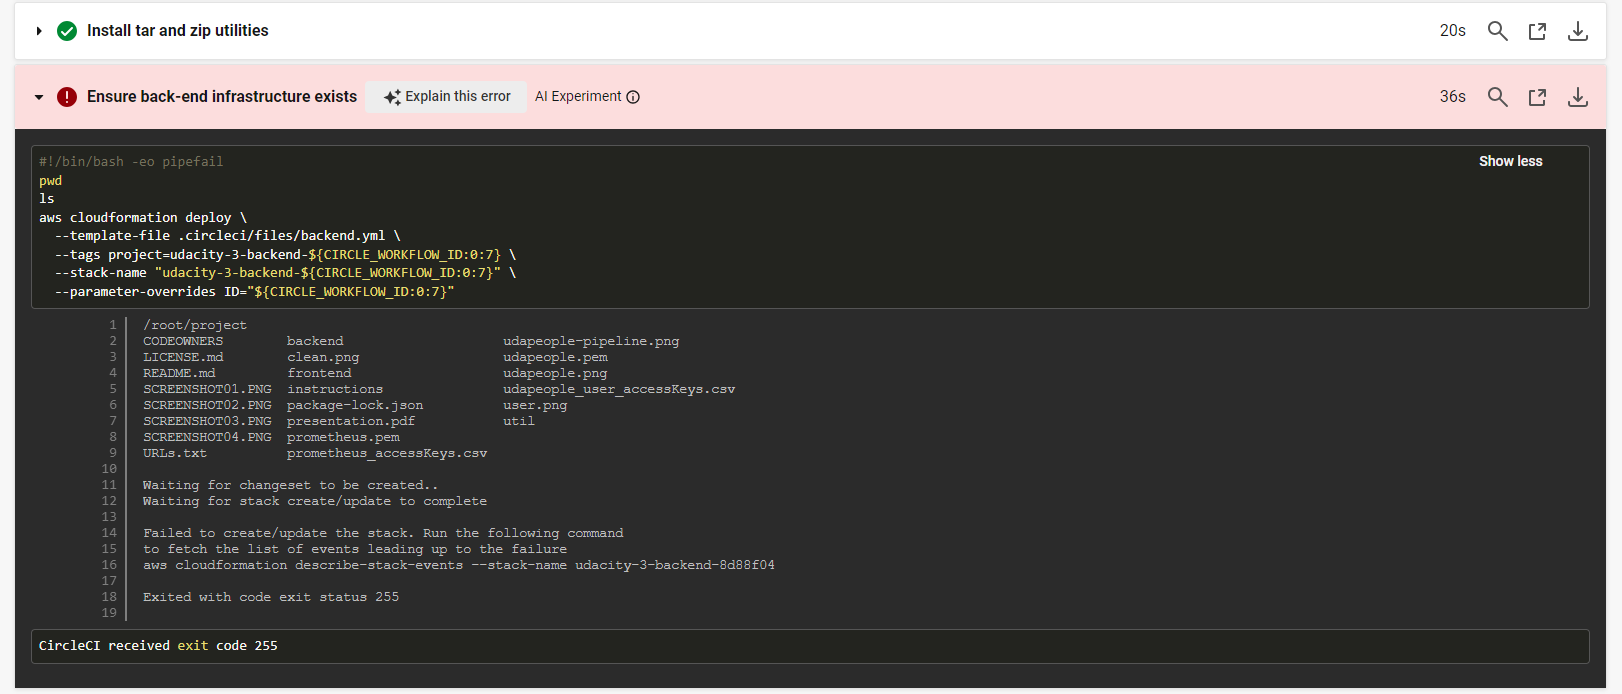 Install tar and zip utilities 20s
Ensure back-end infrastructure exists Explain this error AI Experiment 36s
#!/bin/bash -eo pipefail
Show less
pwd
ls
aws cloudformation deploy \
  --template-file .circleci/files/backend.yml \
  --tags project=udacity-3-backend-${CIRCLE_WORKFLOW_ID:0:7} \
  --stack-name "udacity-3-backend-${CIRCLE_WORKFLOW_ID:0:7}" \
  --parameter-overrides ID="${CIRCLE_WORKFLOW_ID:0:7}"
1 /root/project
2 CODEOWNERS backend udapeople-pipeline.png
3 LICENSE.md clean.png udapeople.pem
4 README.md frontend udapeople.png
5 SCREENSHOT01.PNG instructions udapeople_user_accessKeys.csv
6 SCREENSHOT02.PNG package-lock.json user.png
7 SCREENSHOT03.PNG presentation.pdf util
8 SCREENSHOT04.PNG prometheus.pem
9 URLs.txt prometheus_accessKeys.csv
10
11 Waiting for changeset to be created..
12 Waiting for stack create/update to complete
13
14 Failed to create/update the stack. Run the following command
15 to fetch the list of events leading up to the failure
16 aws cloudformation describe-stack-events --stack-name udacity-3-backend-8d88f04
17
18 Exited with code exit status 255
19
CircleCI received exit code 255